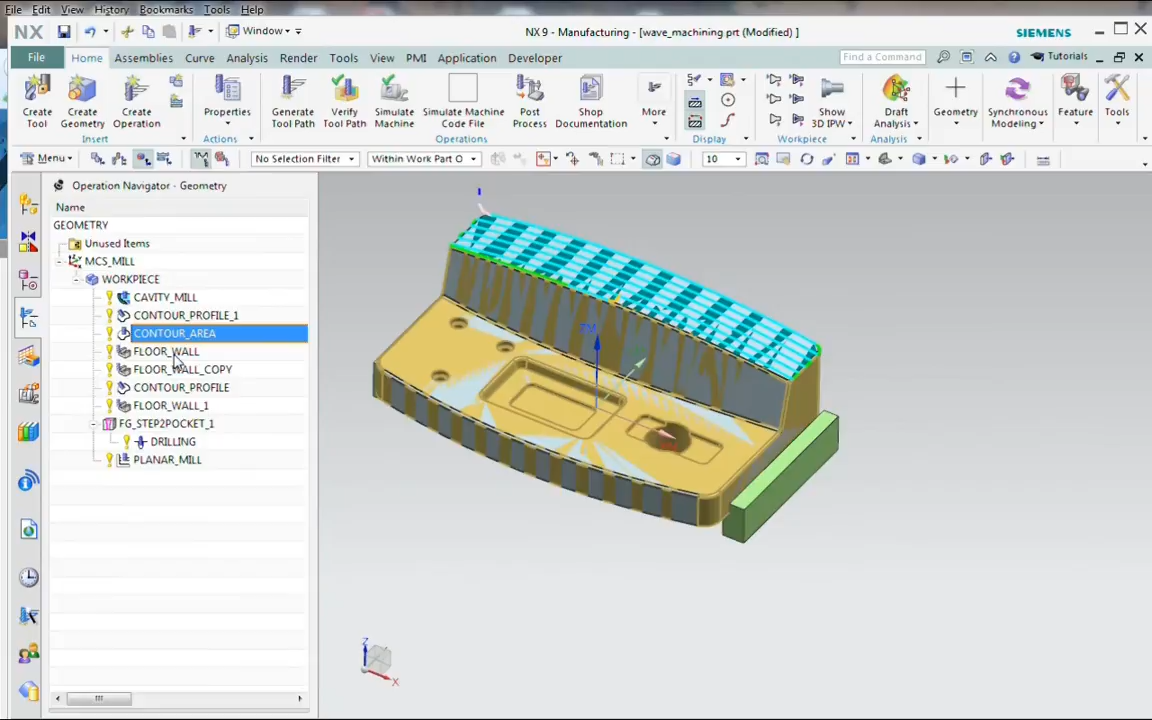 File Edit View History Bookmarks Tools Help
NX Window NX 9 - Manufacturing - [wave_machining.prt (Modified) ] SIEMENS
File Home Assemblies Curve Analysis Render Tools View PMI Application Developer Find a Command Tutorials
Create Tool Create Geometry Create Operation Properties Generate Tool Path Verify Tool Path Simulate Machine Simulate Machine Code File Post Process Shop Documentation More Show 3D IPW Draft Analysis Geometry Synchronous Modeling Feature Tools
Insert Actions Operations Display Workpiece Analysis
Menu No Selection Filter Within Work Part O 10
Operation Navigator - Geometry
Name
GEOMETRY
Unused Items
MCS_MILL
WORKPIECE
CAVITY_MILL
CONTOUR_PROFILE_1
CONTOUR_AREA
FLOOR_WALL
FLOOR_WALL_COPY
CONTOUR_PROFILE
FLOOR_WALL_1
FG_STEP2POCKET_1
DRILLING
PLANAR_MILL
ZM
Z
X